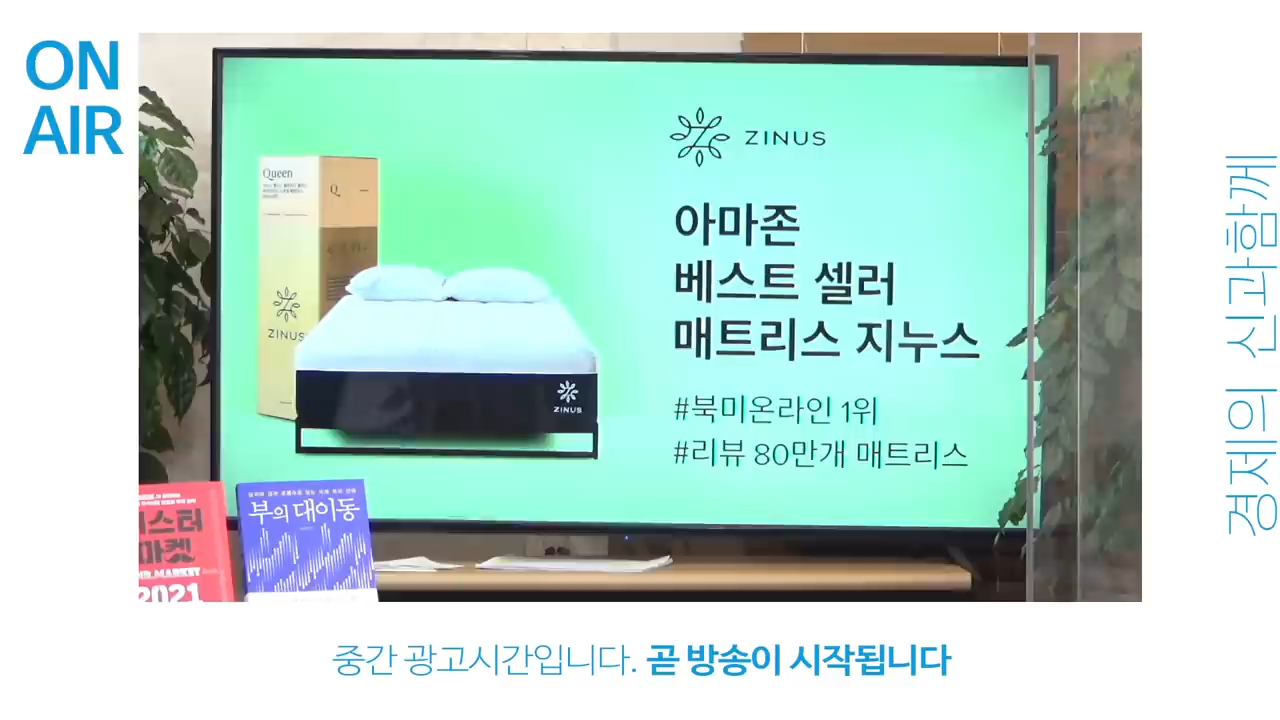 ON
AIR
ZINUS
아마존
베스트 셀러
매트리스 지누스
#북미온라인 1위
#리뷰 80만개 매트리스
Queen
Q
ZINUS
ZINUS
부의 대이동
스터
마켓
MR.MARKET
2021
경제의 신과함께
중간 광고시간입니다. 곧 방송이 시작됩니다